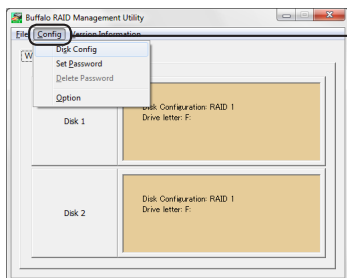 Buffalo RAID Management Utility
File Config Version Information
W
Disk Config
Set Password
Delete Password
Option
Disk 1
Disk Configuration: RAID 1
Drive letter: F:
Disk 2
Disk Configuration: RAID 1
Drive letter: F: